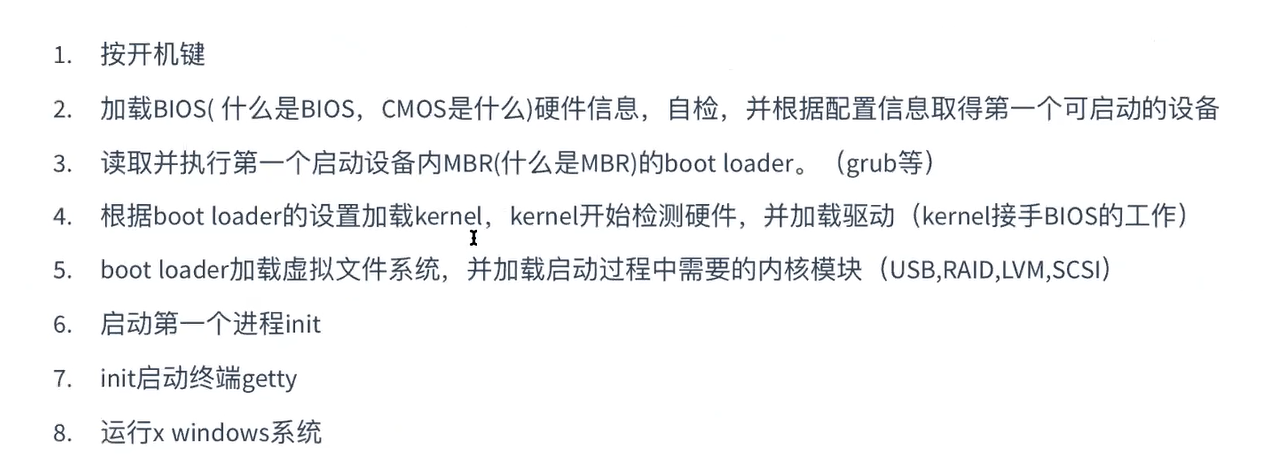 1. 按开机键
2. 加载BIOS( 什么是BIOS，CMOS是什么)硬件信息，自检，并根据配置信息取得第一个可启动的设备
3. 读取并执行第一个启动设备内MBR(什么是MBR)的boot loader。（grub等）
4. 根据boot loader的设置加载kernel，kernel开始检测硬件，并加载驱动（kernel接手BIOS的工作）
5. boot loader加载虚拟文件系统，并加载启动过程中需要的内核模块（USB,RAID,LVM,SCSI）
6. 启动第一个进程init
7. init启动终端getty
8. 运行x windows系统